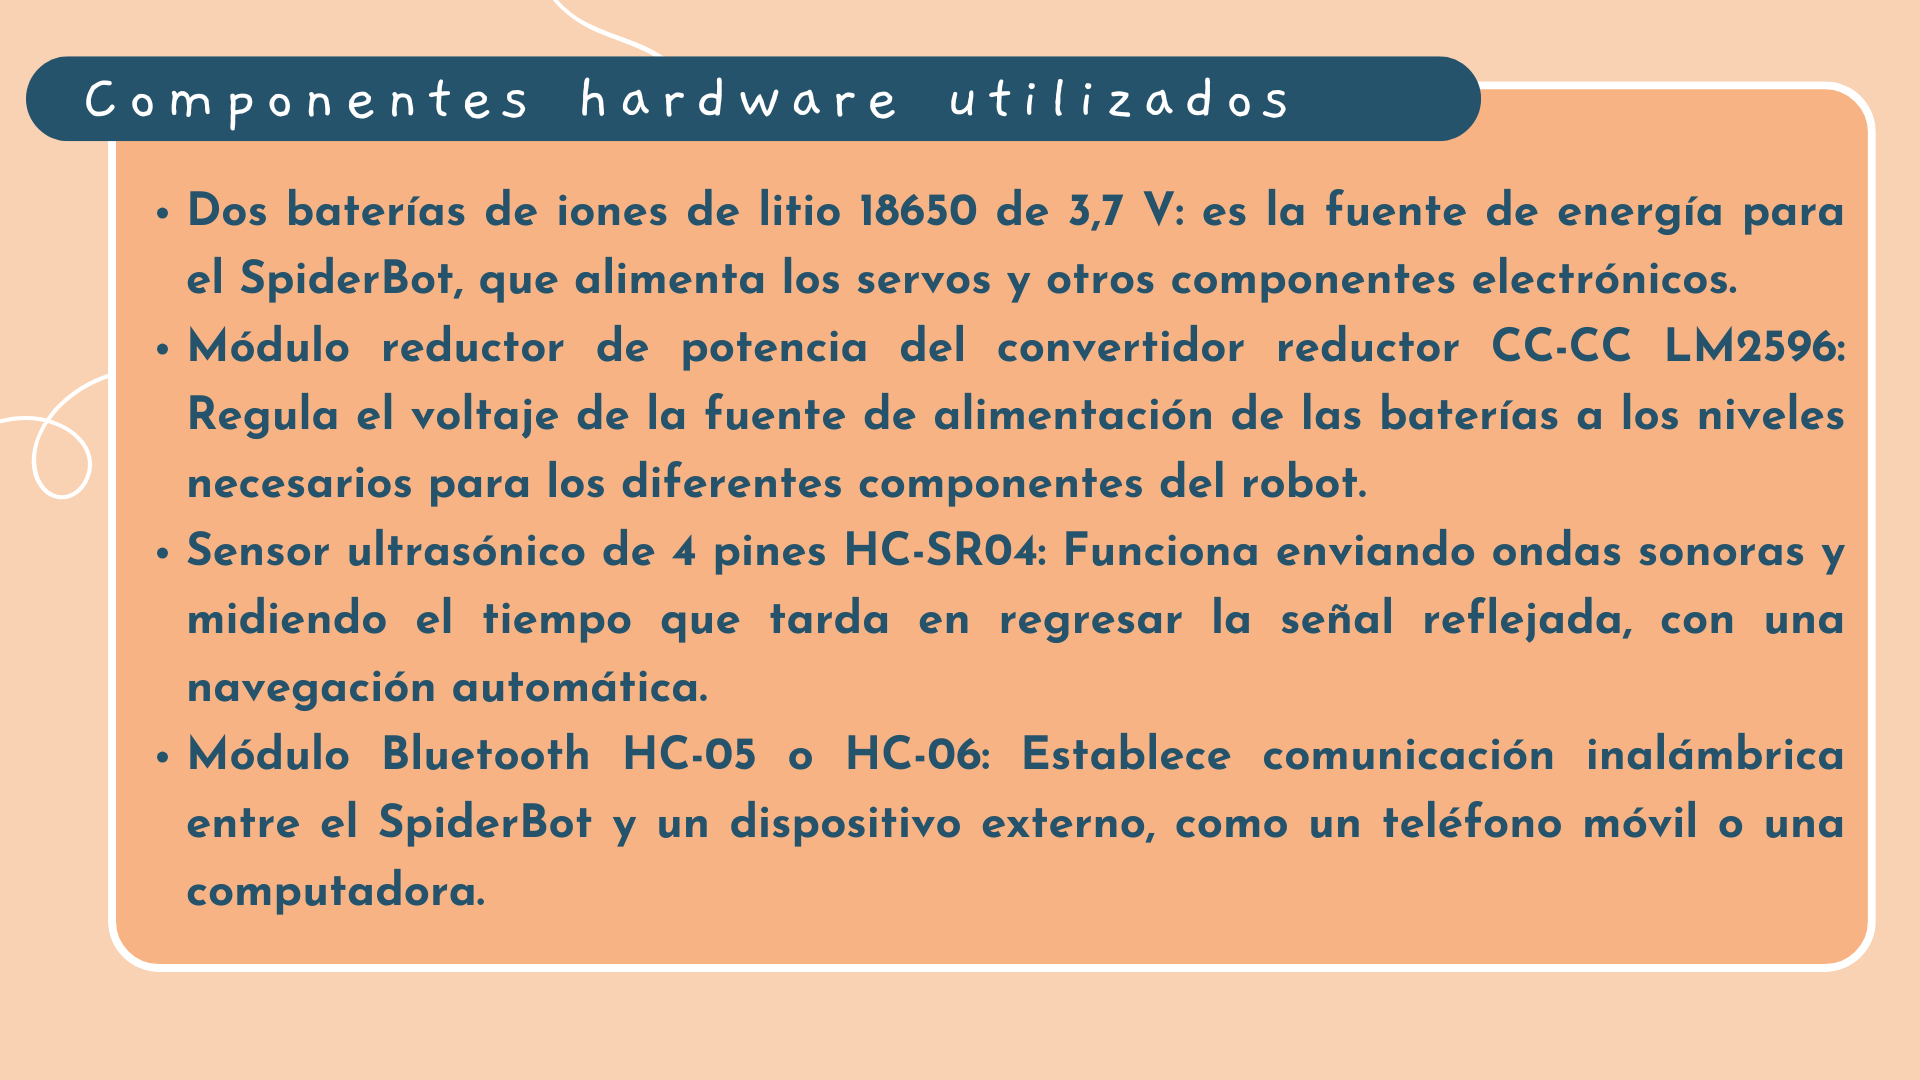 Componentes hardware utilizados
• Dos baterías de iones de litio 18650 de 3,7 V: es la fuente de energía para
el SpiderBot, que alimenta los servos y otros componentes electrónicos.
• Módulo reductor de potencia del convertidor reductor CC-CC LM2596:
Regula el voltaje de la fuente de alimentación de las baterías a los niveles
necesarios para los diferentes componentes del robot.
• Sensor ultrasónico de 4 pines HC-SR04: Funciona enviando ondas sonoras y
midiendo el tiempo que tarda en regresar la señal reflejada, con una
navegación automática.
• Módulo Bluetooth HC-05 o HC-06: Establece comunicación inalámbrica
entre el SpiderBot y un dispositivo externo, como un teléfono móvil o una
computadora.